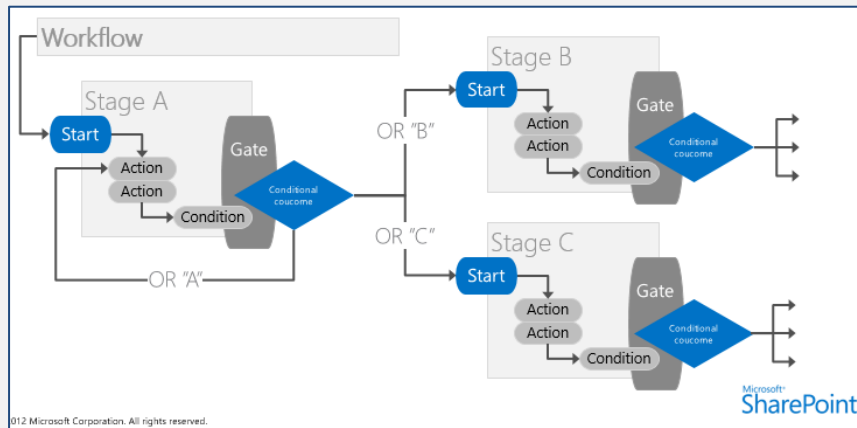 Workflow
Stage A
Start
Action
Action
Condition
Gate
Conditional
coucome
OR "A"
OR "B"
OR "C"
Stage B
Start
Action
Action
Condition
Gate
Conditional
coucome
Stage C
Start
Action
Action
Condition
Gate
Conditional
coucome
Microsoft®
SharePoint
012 Microsoft Corporation. All rights reserved.